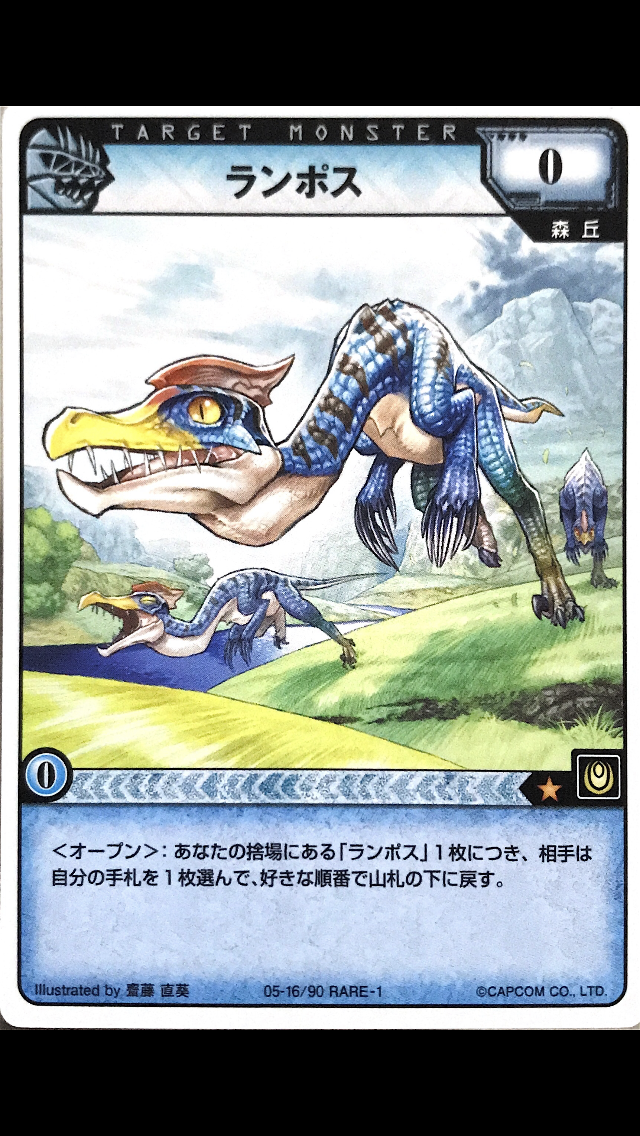 TARGET MONSTER
ランポス
0
森丘
0
<オープン>:あなたの捨場にある「ランポス」1枚につき、相手は
自分の手札を1枚選んで、好きな順番で山札の下に戻す。
Illustrated by 齋藤 直葵 05-16/90 RARE-1 ©CAPCOM CO., LTD.